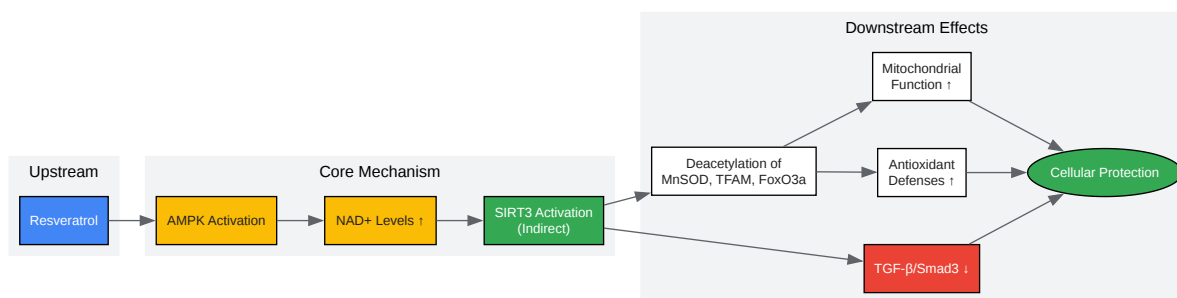 Downstream Effects
Mitochondrial
Function ↑
Upstream
Core Mechanism
Deacetylation of
MnSOD, TFAM, FoxO3a
Antioxidant
Defenses ↑
Cellular Protection
Resveratrol
AMPK Activation
NAD+ Levels ↑
SIRT3 Activation
(Indirect)
TGF-β/Smad3 ↓